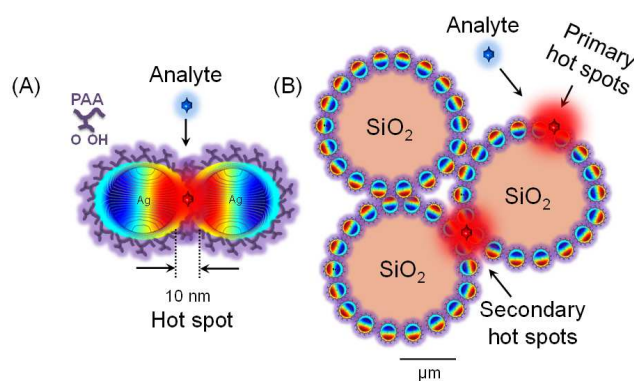 (A)
PAA
O OH
Analyte
Ag
Ag
10 nm
Hot spot
(B)
Analyte
Primary
hot spots
SiO₂
SiO₂
SiO₂
Secondary
hot spots
μm